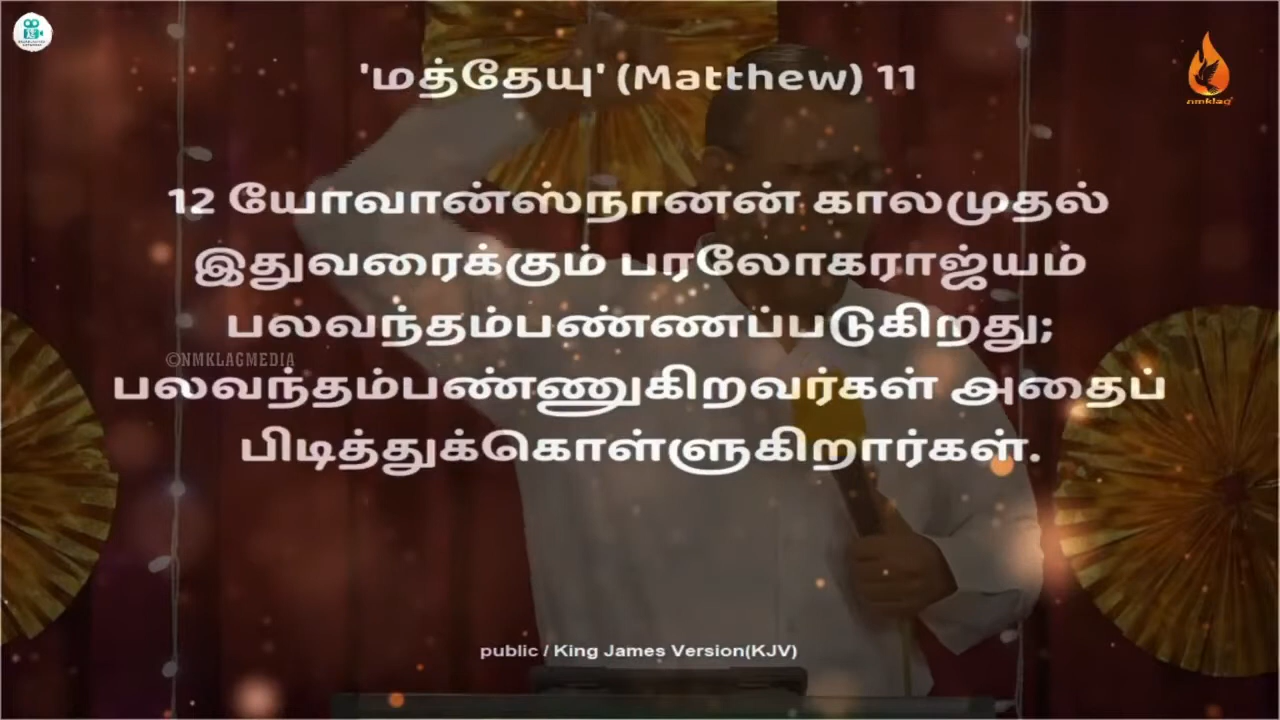 'மத்தேயு' (Matthew) 11
nmklag
12 யோவான்ஸ்நானன் காலமுதல்
இதுவரைக்கும் பரலோகராஜ்யம்
பலவந்தம்பண்ணப்படுகிறது;
©NMKLAGMEDIA
பலவந்தம்பண்ணுகிறவர்கள் அதைப்
பிடித்துக்கொள்ளுகிறார்கள்.
public / King James Version(KJV)